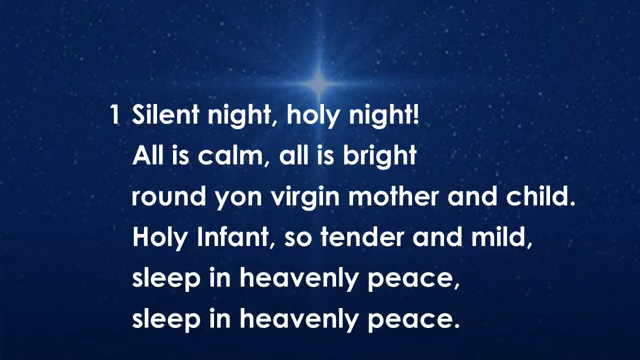 1 Silent night, holy night!
All is calm, all is bright
round yon virgin mother and child.
Holy Infant, so tender and mild,
sleep in heavenly peace,
sleep in heavenly peace.